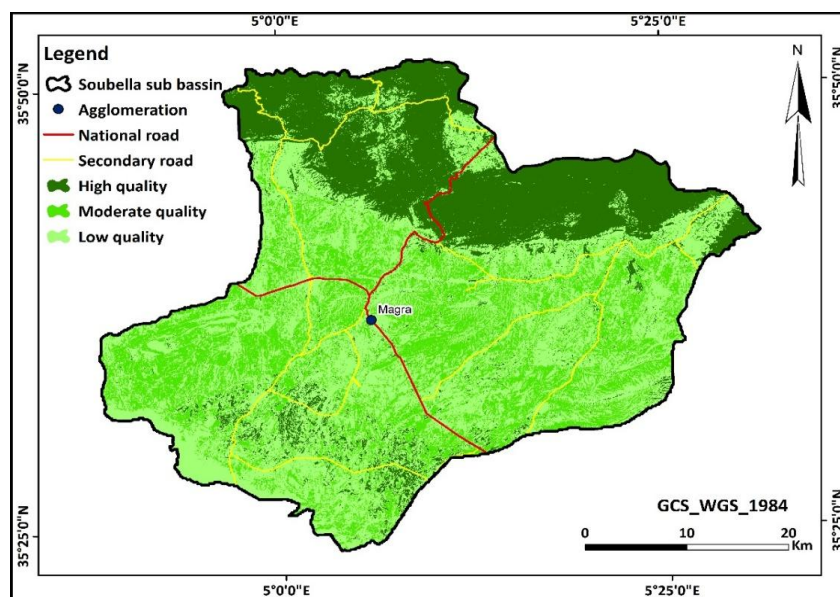 5°0'0"E
5°25'0"E
Legend
Soubella sub bassin
Agglomeration
National road
Secondary road
High quality
Moderate quality
Low quality
N
35°50'0"N
35°50'0"N
Magra
GCS_WGS_1984
0 10 20
Km
35°25'0"N
35°25'0"N
5°0'0"E
5°25'0"E